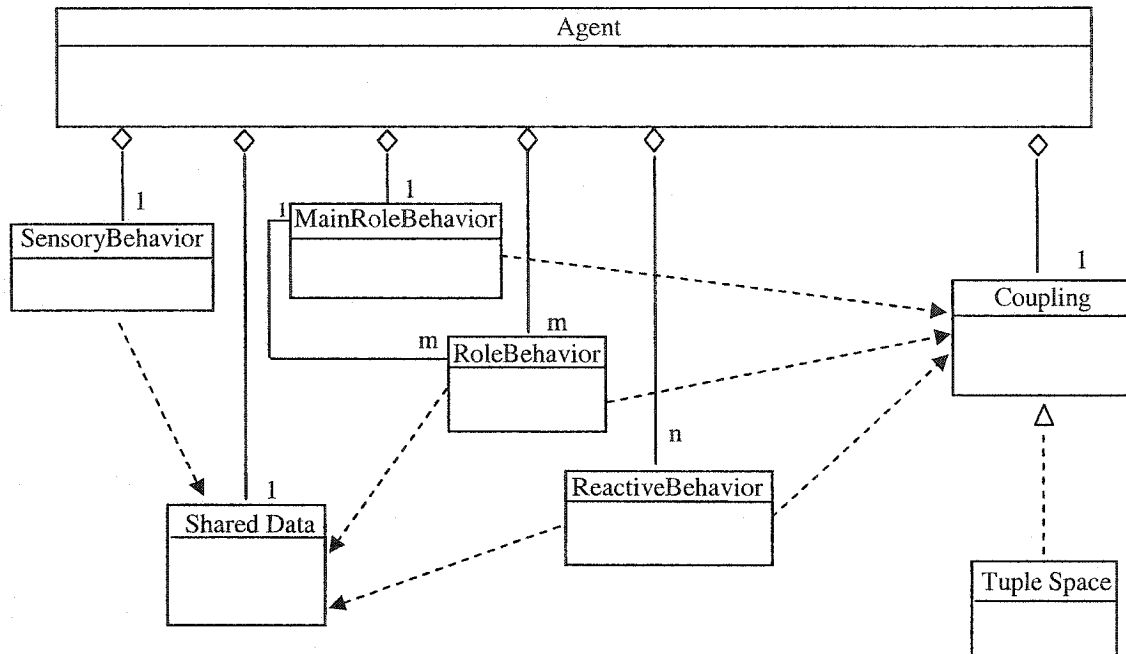 Agent
1
1
1
MainRoleBehavior
SensoryBehavior
1
Coupling
m
m
RoleBehavior
n
ReactiveBehavior
1
Shared Data
Tuple Space